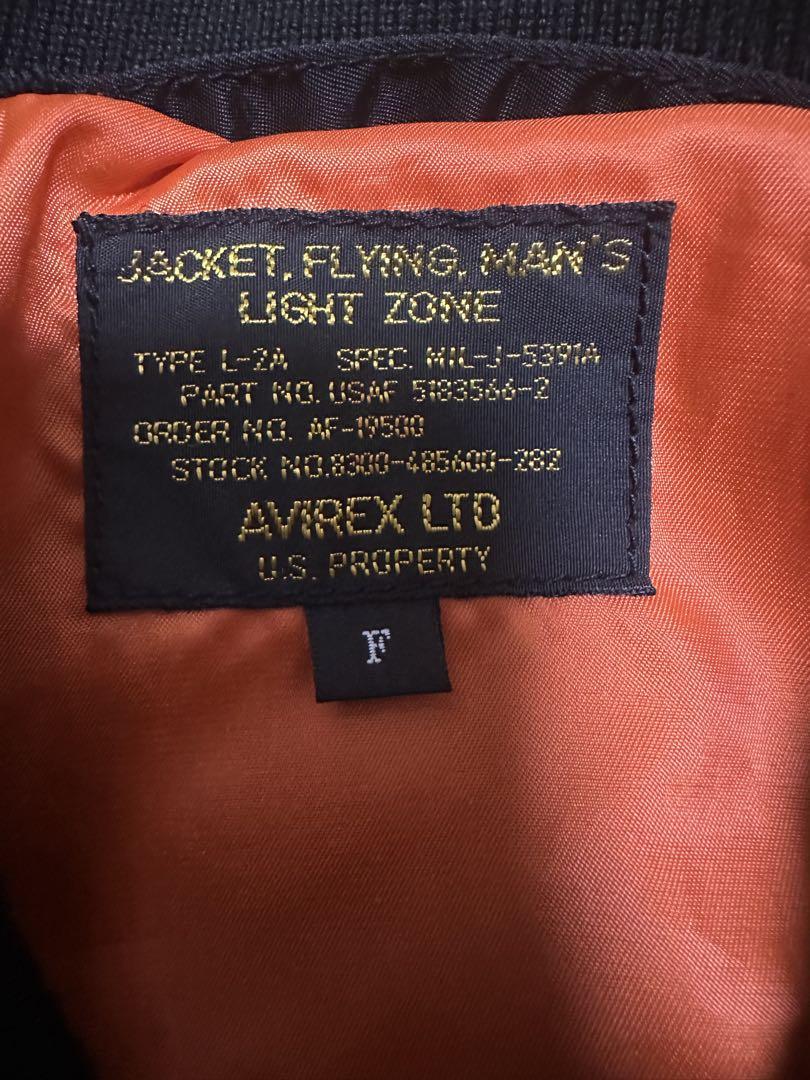 JACKET, FLYING, MAN'S
LIGHT ZONE
TYPE L-2A SPEC. MIL-J-5391A
PART NO. USAF 5183566-2
ORDER NO. AF-19500
STOCK NO.8300-485600-282
AVIREX LTD
U.S. PROPERTY
F